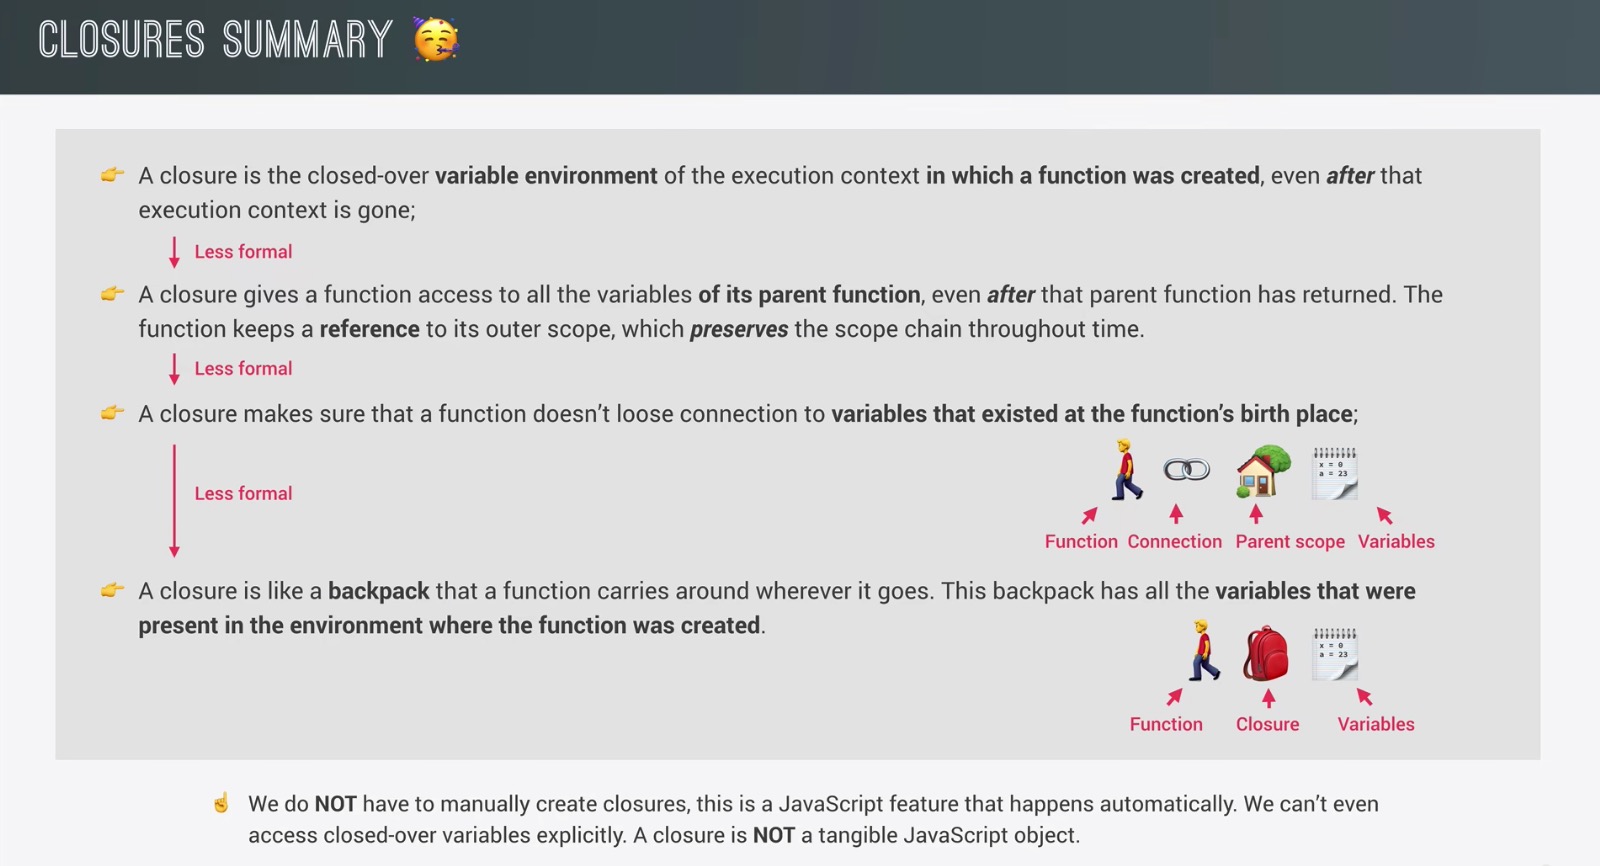 CLOSURES SUMMARY 🥳
👉 A closure is the closed-over variable environment of the execution context in which a function was created, even after that
execution context is gone;
Less formal
👉 A closure gives a function access to all the variables of its parent function, even after that parent function has returned. The
function keeps a reference to its outer scope, which preserves the scope chain throughout time.
Less formal
👉 A closure makes sure that a function doesn’t loose connection to variables that existed at the function’s birth place;
x = 0
a = 23
Less formal
Function Connection Parent scope Variables
👉 A closure is like a backpack that a function carries around wherever it goes. This backpack has all the variables that were
present in the environment where the function was created.
x = 0
a = 23
Function Closure Variables
☝️ We do NOT have to manually create closures, this is a JavaScript feature that happens automatically. We can’t even
access closed-over variables explicitly. A closure is NOT a tangible JavaScript object.